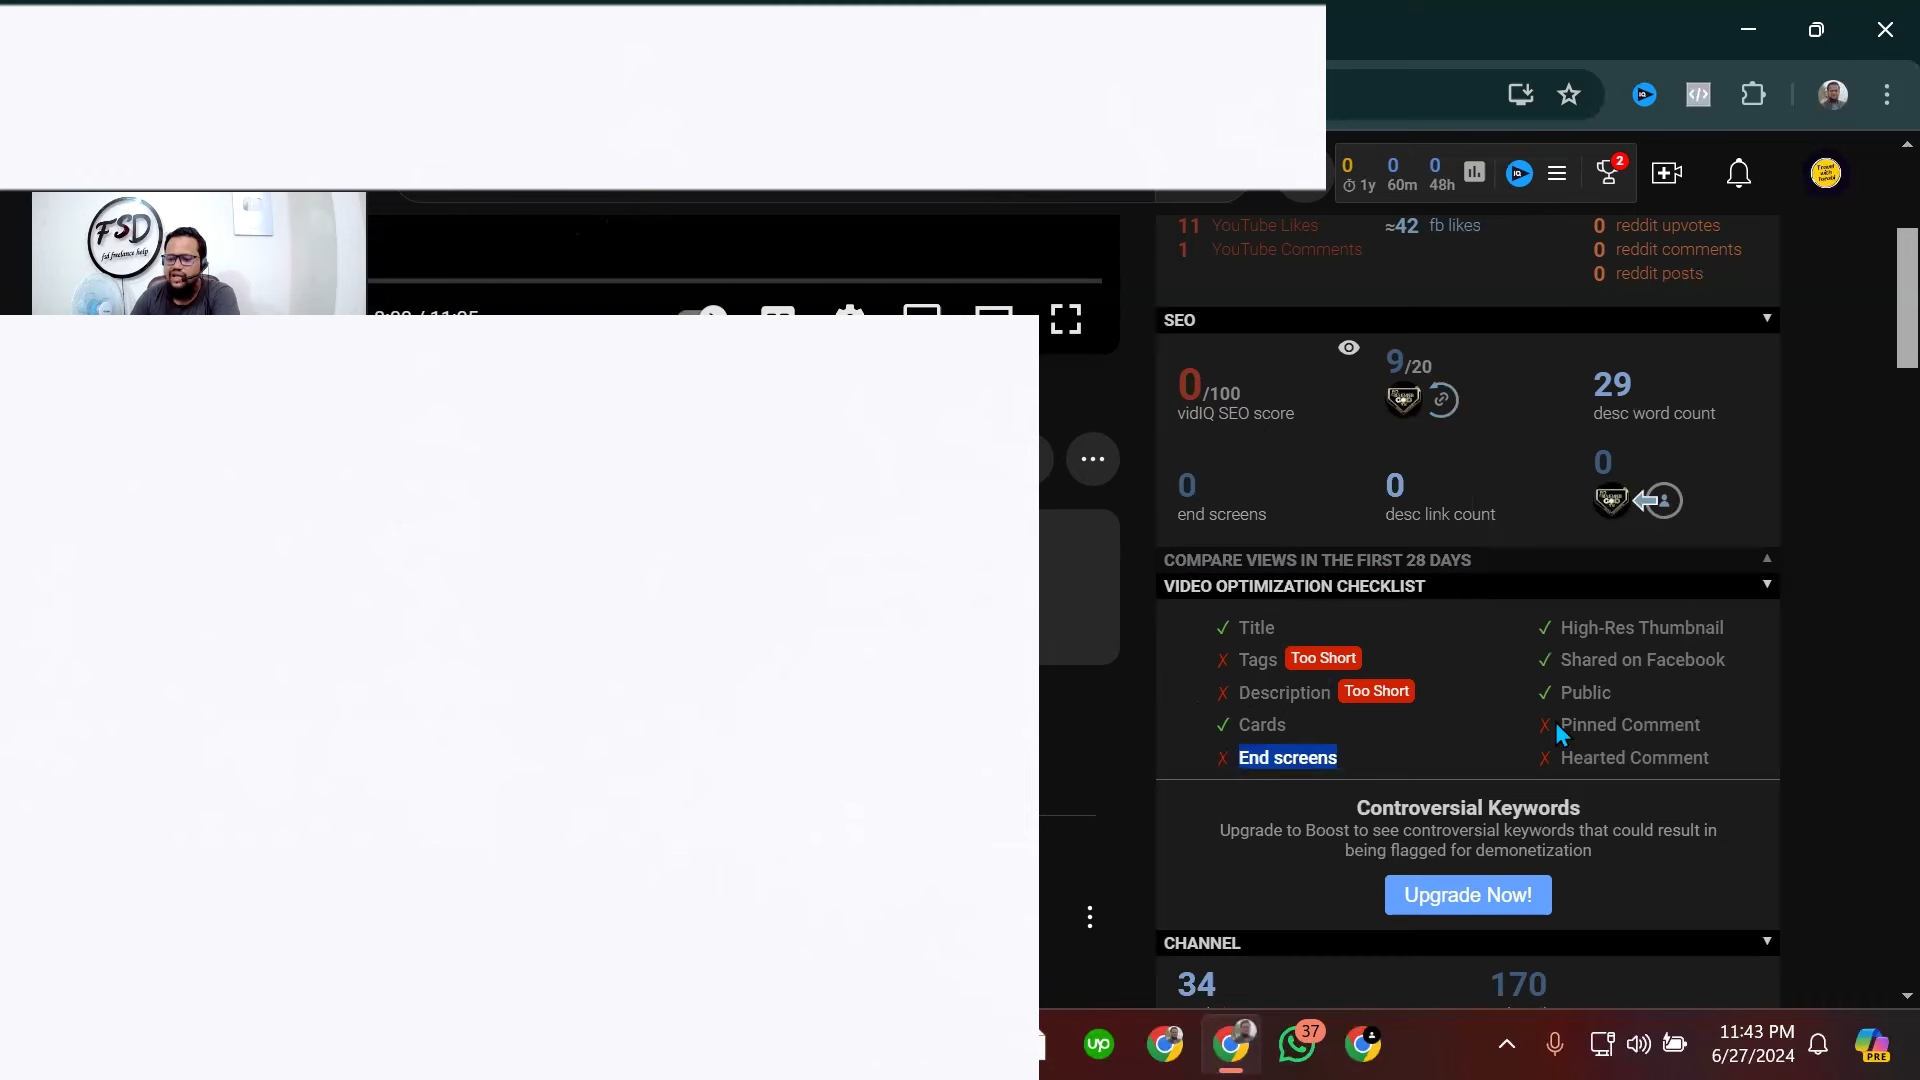 0 0 0
1y 60m 48h
2
FSD
fsd freelance help
11 YouTube Likes ≈42 fb likes 0 reddit upvotes
1 YouTube Comments 0 reddit comments
0 reddit posts
SEO
0/100 9/20 29
vidIQ SEO score desc word count
0 0 0
end screens desc link count
COMPARE VIEWS IN THE FIRST 28 DAYS
VIDEO OPTIMIZATION CHECKLIST
✓ Title ✓ High-Res Thumbnail
✗ Tags Too Short ✓ Shared on Facebook
✗ Description Too Short ✓ Public
✓ Cards ✗ Pinned Comment
✗ End screens ✗ Hearted Comment
Controversial Keywords
Upgrade to Boost to see controversial keywords that could result in
being flagged for demonetization
Upgrade Now!
CHANNEL
34 170
up 37 11:43 PM
6/27/2024
PRE